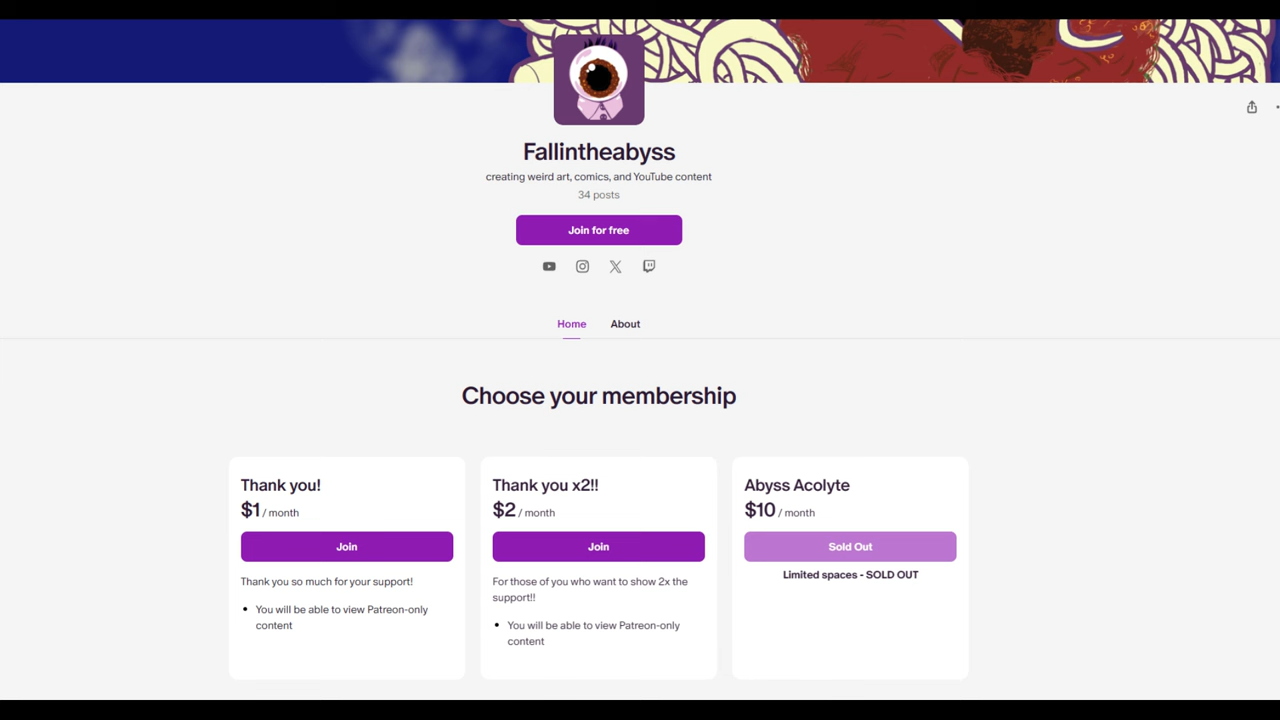 Fallintheabyss
creating weird art, comics, and YouTube content
34 posts
Join for free
Home
About
Choose your membership
Thank you!
$1 / month
Join
Thank you so much for your support!
• You will be able to view Patreon-only
content
Thank you x2!!
$2 / month
Join
For those of you who want to show 2x the
support!!
• You will be able to view Patreon-only
content
Abyss Acolyte
$10 / month
Sold Out
Limited spaces - SOLD OUT